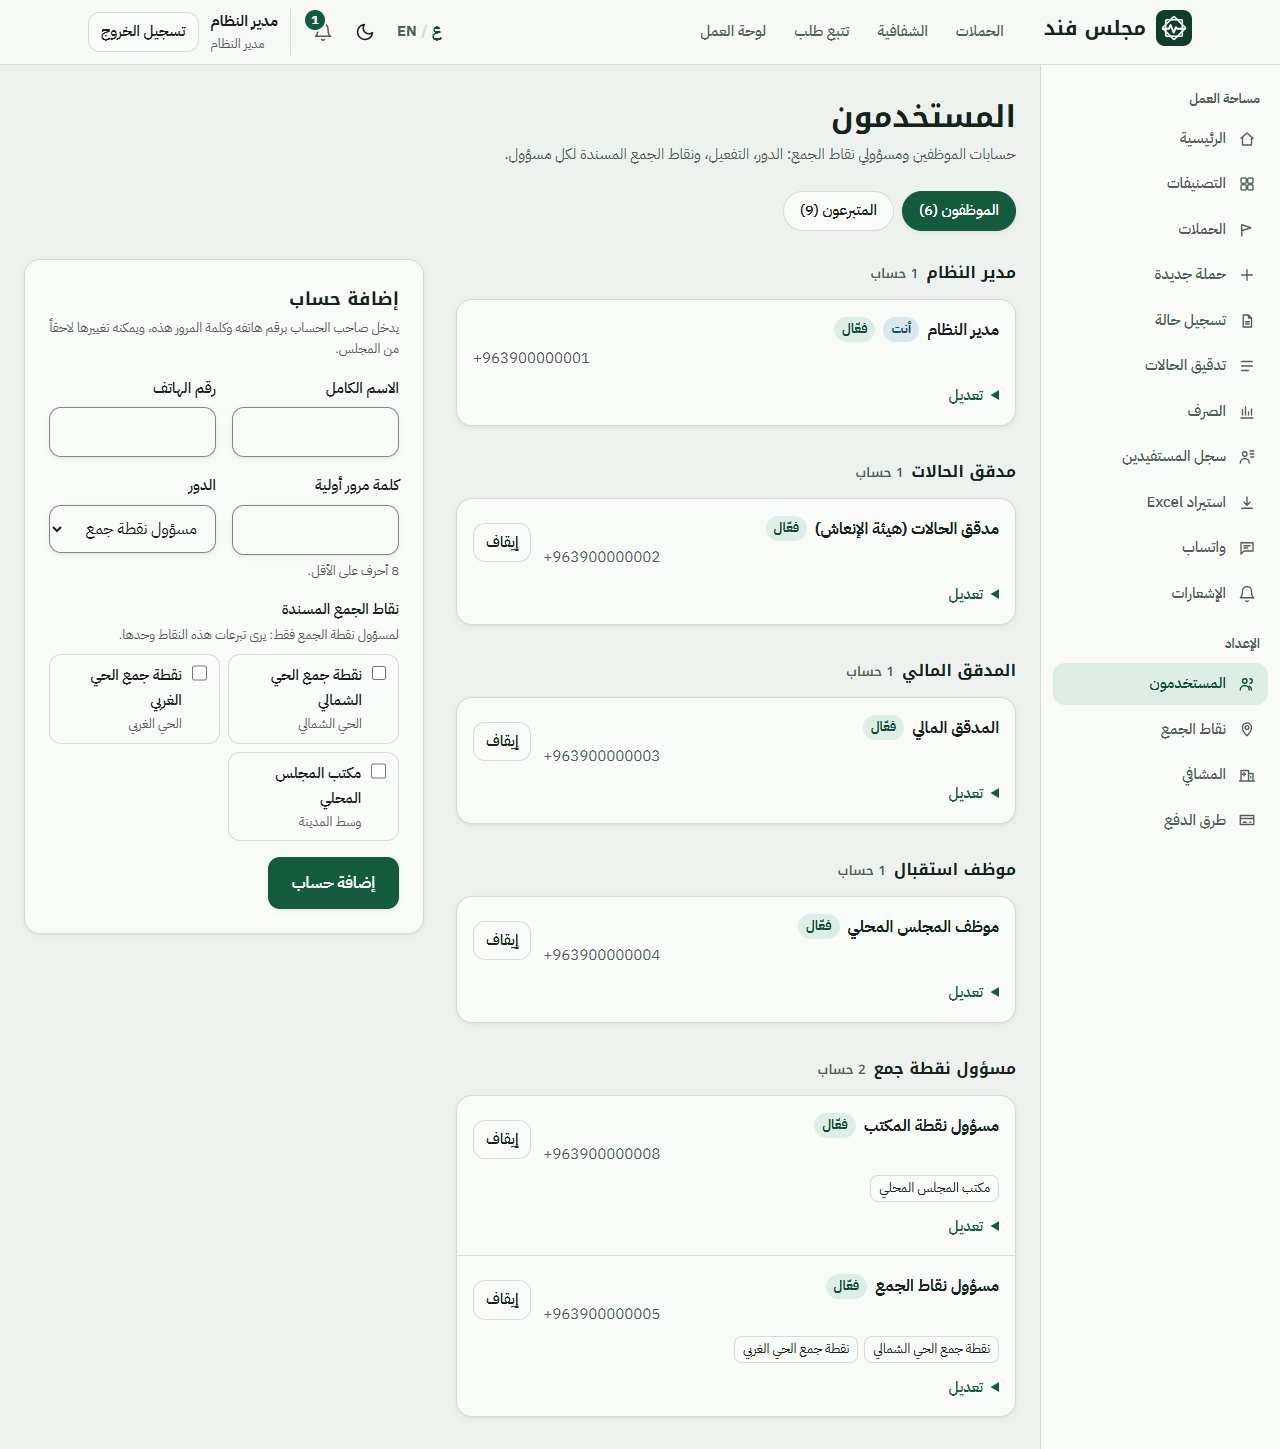 مجلس فند
الحملات
الشفافية
تتبع طلب
لوحة العمل
ع / EN
1
مدير النظام
مدير النظام
تسجيل الخروج
مساحة العمل
الرئيسية
التصنيفات
الحملات
حملة جديدة
تسجيل حالة
تدقيق الحالات
الصرف
سجل المستفيدين
استيراد Excel
واتساب
الإشعارات
الإعداد
المستخدمون
نقاط الجمع
المشافي
طرق الدفع
المستخدمون
حسابات الموظفين ومسؤولي نقاط الجمع: الدور، التفعيل، ونقاط الجمع المسندة لكل مسؤول.
الموظفون (6)
المتبرعون (9)
مدير النظام 1 حساب
مدير النظام أنت فعّال
+963900000001
تعديل
مدقق الحالات 1 حساب
مدقق الحالات (هيئة الإنعاش) فعّال
+963900000002
إيقاف
تعديل
المدقق المالي 1 حساب
المدقق المالي فعّال
+963900000003
إيقاف
تعديل
موظف استقبال 1 حساب
موظف المجلس المحلي فعّال
+963900000004
إيقاف
تعديل
مسؤول نقطة جمع 2 حساب
مسؤول نقطة المكتب فعّال
+963900000008
إيقاف
مكتب المجلس المحلي
تعديل
مسؤول نقاط الجمع فعّال
+963900000005
إيقاف
نقطة جمع الحي الشمالي
نقطة جمع الحي الغربي
تعديل
إضافة حساب
يدخل صاحب الحساب برقم هاتفه وكلمة المرور هذه، ويمكنه تغييرها لاحقاً
من المجلس.
الاسم الكامل
رقم الهاتف
كلمة مرور أولية
الدور
مسؤول نقطة جمع
8 أحرف على الأقل.
نقاط الجمع المسندة
لمسؤول نقطة الجمع فقط: يرى تبرعات هذه النقاط وحدها.
نقطة جمع الحي
الشمالي
الحي الشمالي
نقطة جمع الحي
الغربي
الحي الغربي
مكتب المجلس
المحلي
وسط المدينة
إضافة حساب